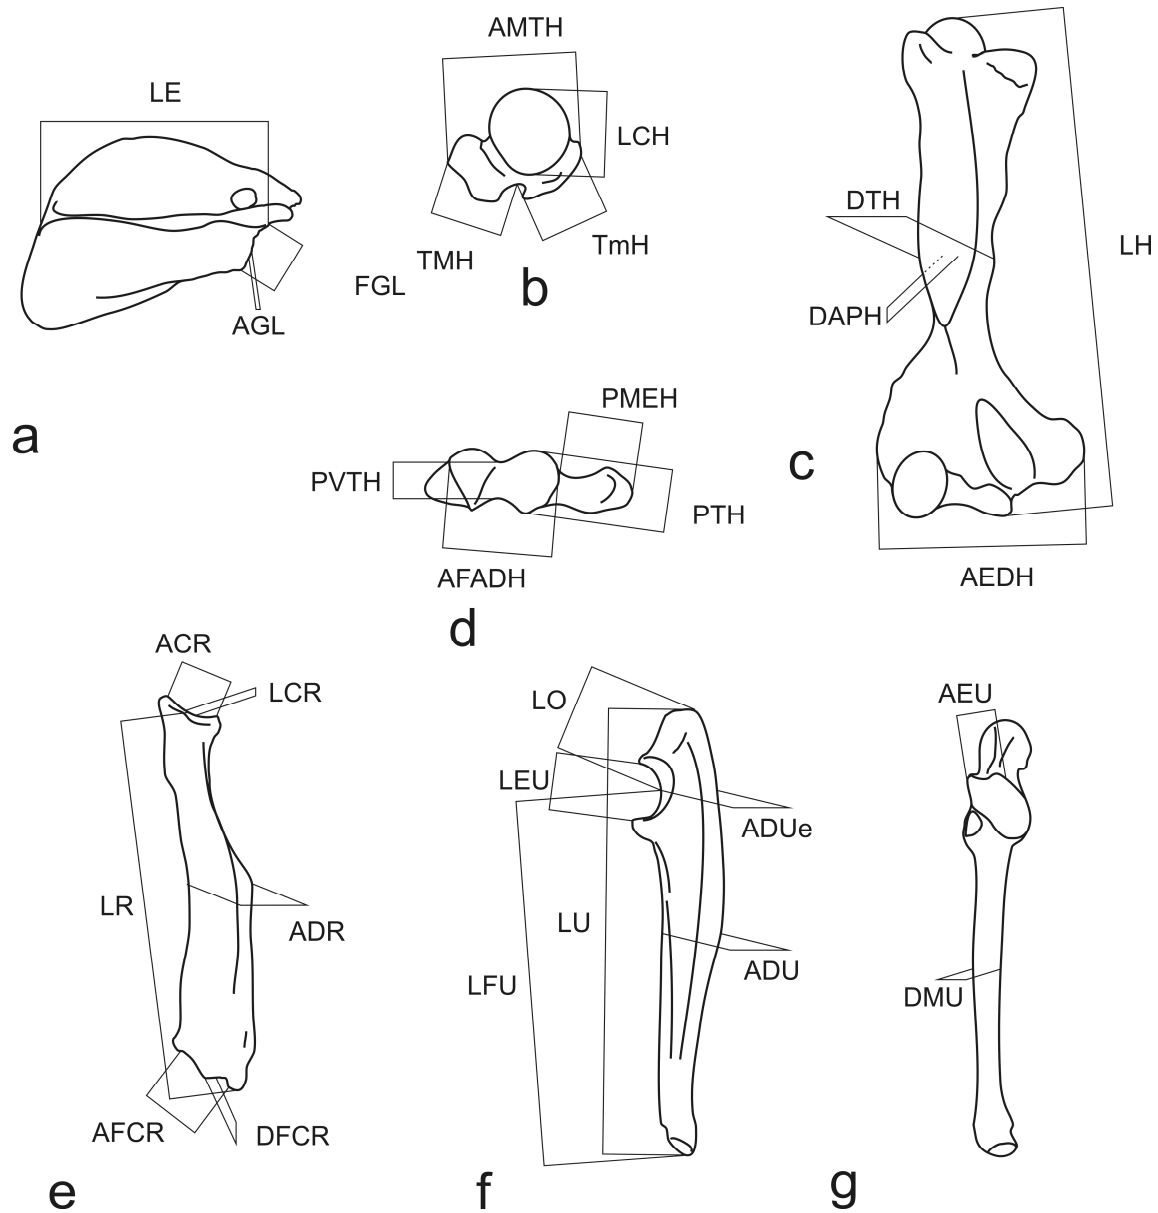 LE
AGL
FGL
a
AMTH
LCH
TMH
TmH
b
DTH
DAPH
LH
AEDH
c
PMEH
PVTH
PTH
AFADH
d
ACR
LCR
LR
ADR
AFCR
DFCR
e
LO
LEU
ADUe
LU
LFU
ADU
f
AEU
DMU
g